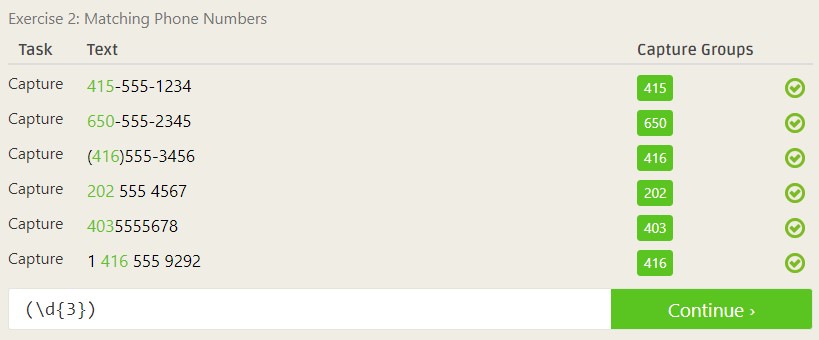 Exercise 2: Matching Phone Numbers
Task Text Capture Groups
Capture 415-555-1234 415
Capture 650-555-2345 650
Capture (416)555-3456 416
Capture 202 555 4567 202
Capture 4035555678 403
Capture 1 416 555 9292 416
(\d{3}) Continue ›